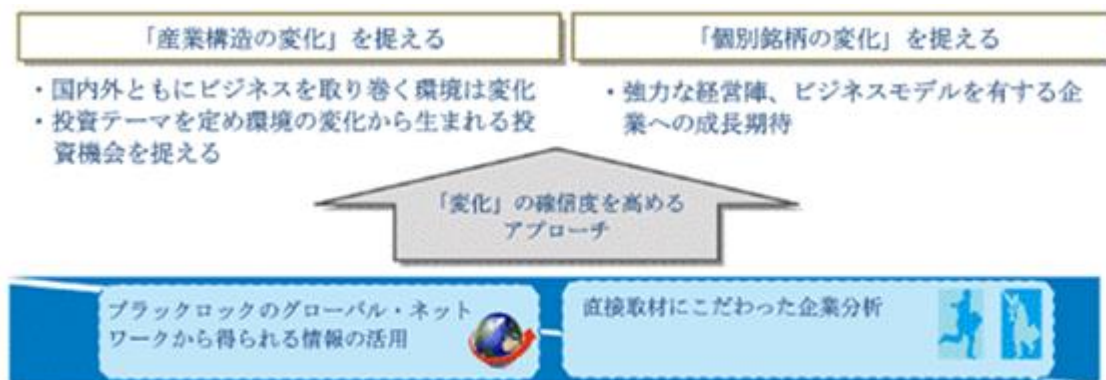 「産業構造の変化」を捉える
「個別銘柄の変化」を捉える
・国内外ともにビジネスを取り巻く環境は変化
・投資テーマを定め環境の変化から生まれる投
資機会を捉える
・強力な経営陣、ビジネスモデルを有する企
業への成長期待
「変化」の確信度を高める
アプローチ
ブラックロックのグローバル・ネット
ワークから得られる情報の活用
直接取材にこだわった企業分析